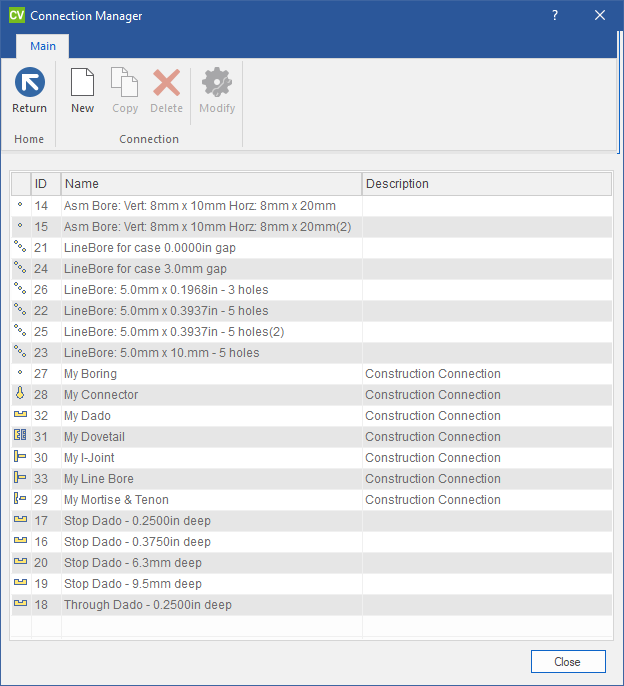 CV Connection Manager ?
Main
Return New Copy Delete Modify
Home Connection
ID Name Description
14 Asm Bore: Vert: 8mm x 10mm Horz: 8mm x 20mm
15 Asm Bore: Vert: 8mm x 10mm Horz: 8mm x 20mm(2)
21 LineBore for case 0.0000in gap
24 LineBore for case 3.0mm gap
26 LineBore: 5.0mm x 0.1968in - 3 holes
22 LineBore: 5.0mm x 0.3937in - 5 holes
25 LineBore: 5.0mm x 0.3937in - 5 holes(2)
23 LineBore: 5.0mm x 10.mm - 5 holes
27 My Boring Construction Connection
28 My Connector Construction Connection
32 My Dado Construction Connection
31 My Dovetail Construction Connection
30 My I-Joint Construction Connection
33 My Line Bore Construction Connection
29 My Mortise & Tenon Construction Connection
17 Stop Dado - 0.2500in deep
16 Stop Dado - 0.3750in deep
20 Stop Dado - 6.3mm deep
19 Stop Dado - 9.5mm deep
18 Through Dado - 0.2500in deep
Close